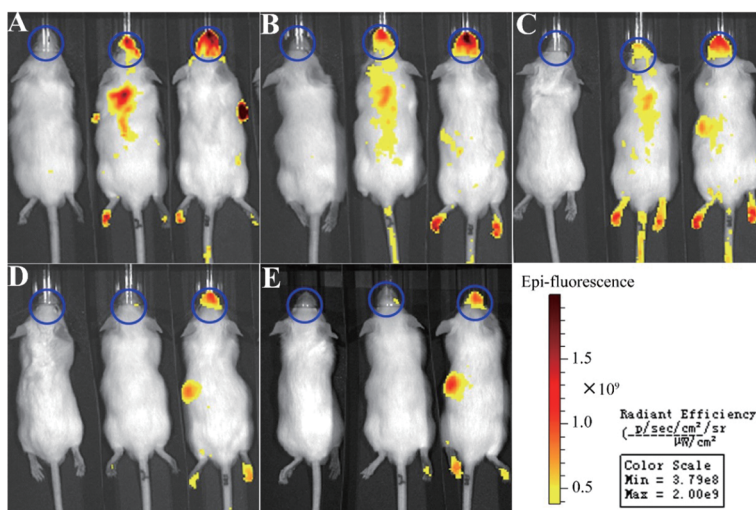 A
B
C
D
E
Epi-fluorescence
1.5
×10⁹
1.0
0.5
Radiant Efficiency
(p/sec/cm²/sr
μW/cm²
Color Scale
Min = 3.79e8
Max = 2.00e9